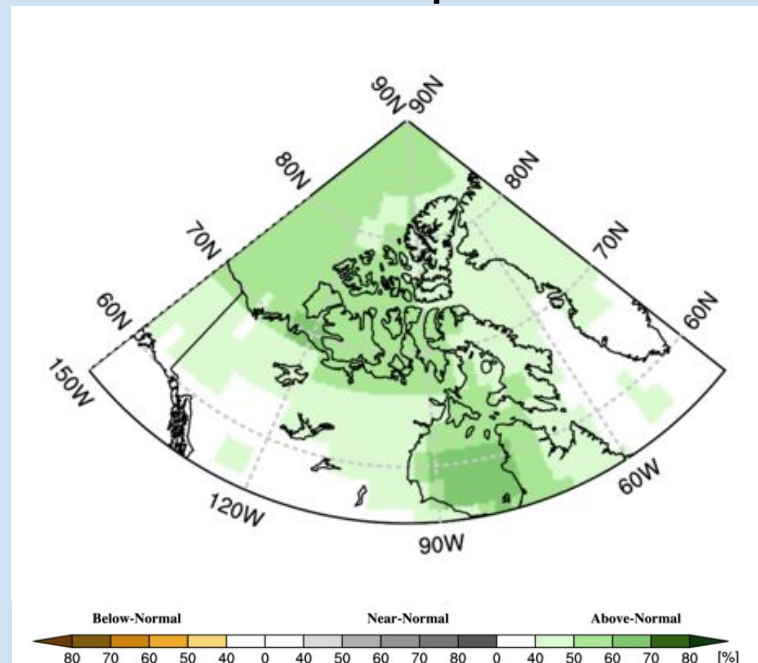 90N 90N
80N 80N
70N 70N
60N 60N
150W
120W 60W
90W
Below-Normal Near-Normal Above-Normal
80 70 60 50 40 0 40 50 60 70 80 0 40 50 60 70 80 [%]